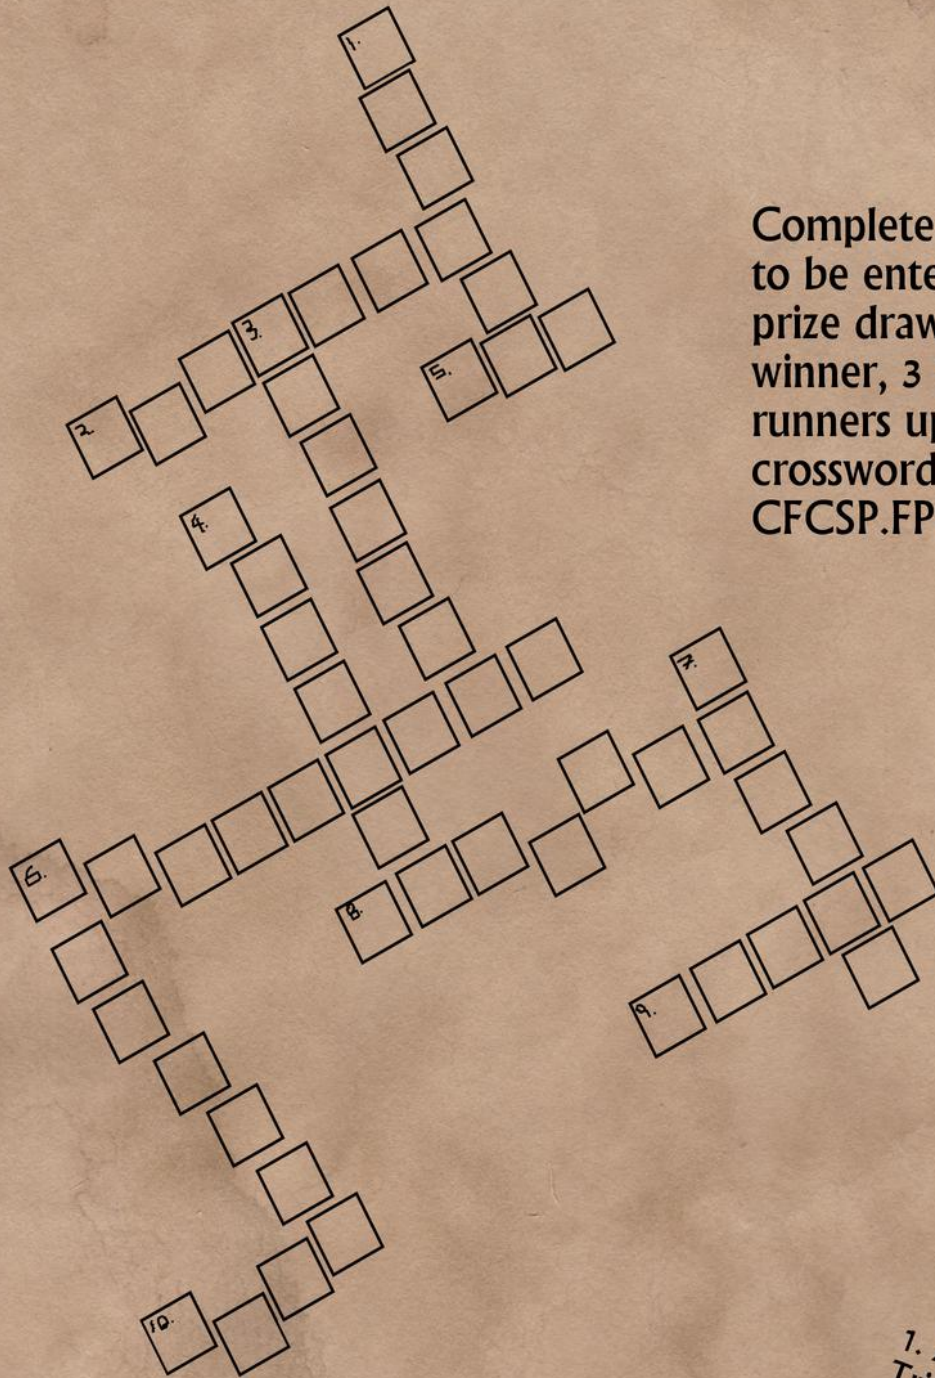 1.
Complete
to be ente
prize draw
winner, 3
runners up
crossword
CFCSP.FP
3.
5.
2.
4.
7.
6.
8.
9.
10.
1.